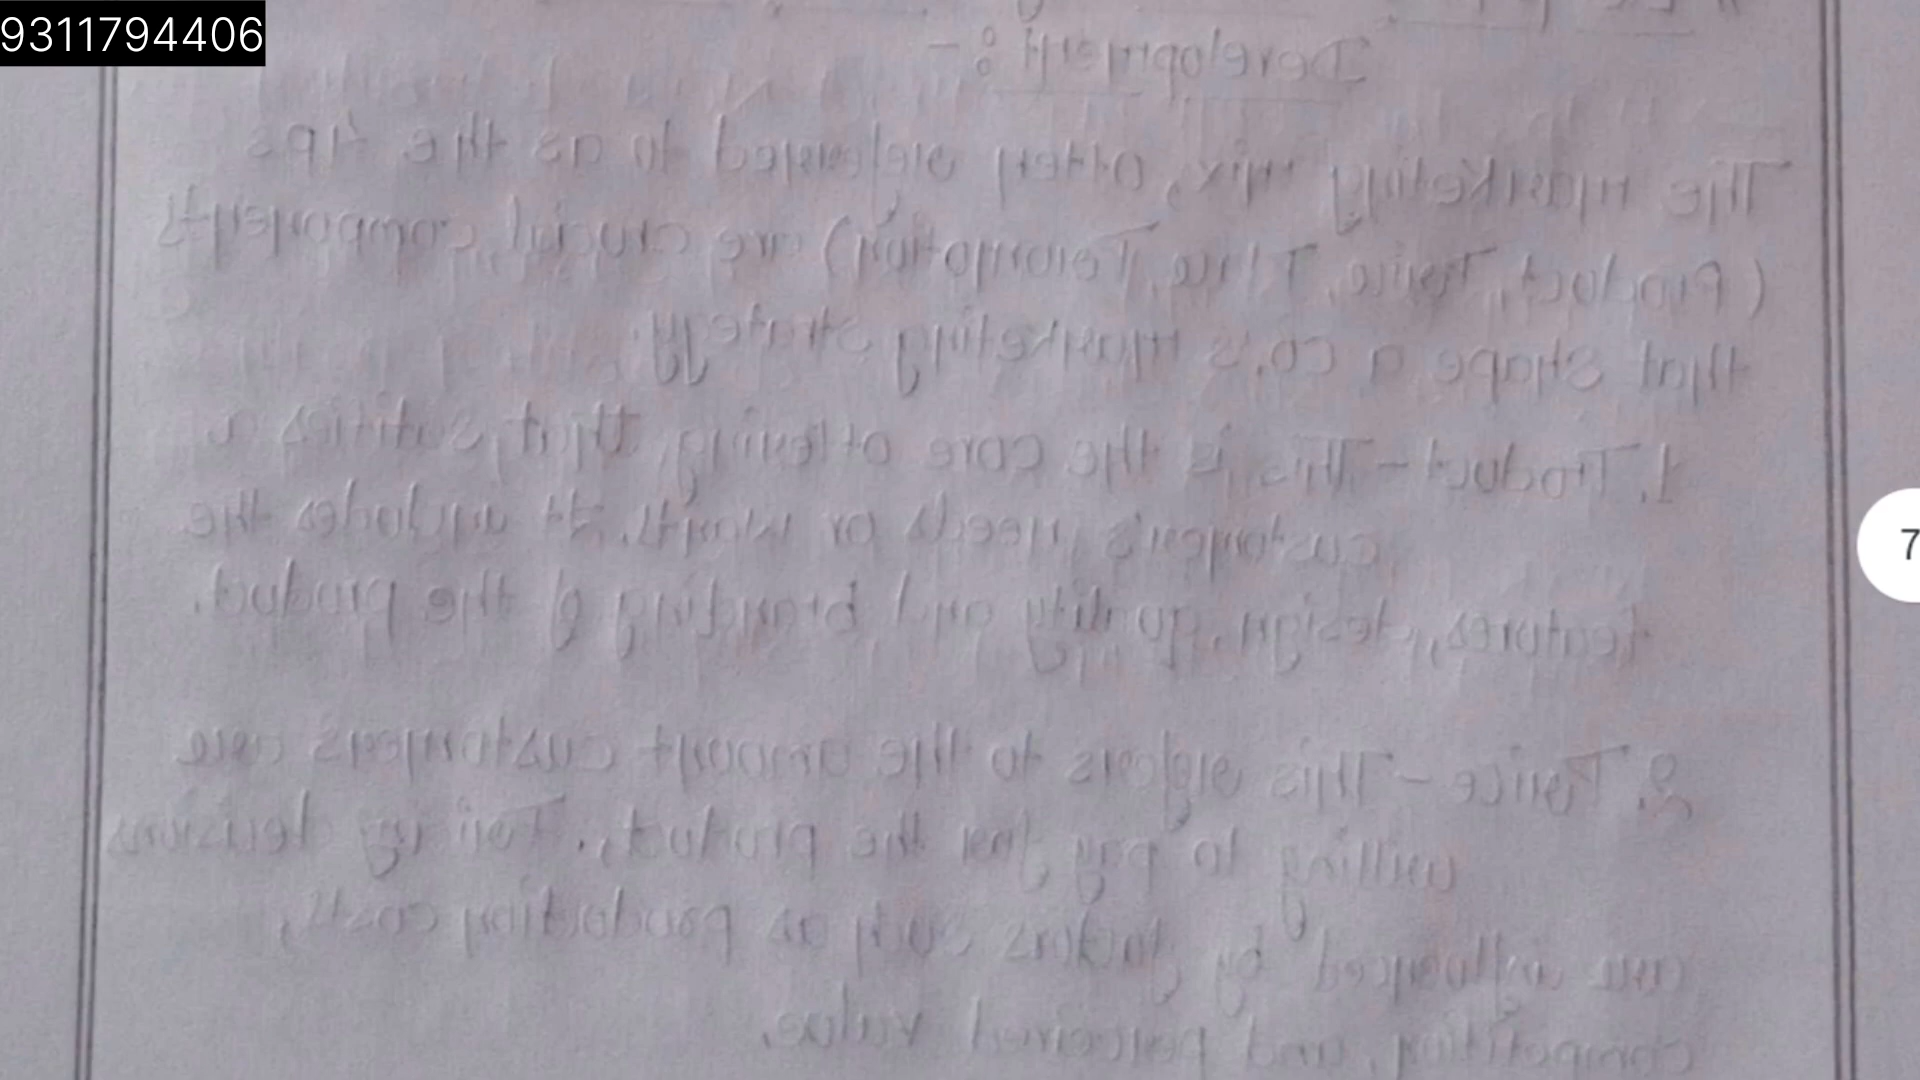 9311794406
Development :-
The marketing mix, often referred to as the 4Ps
(Product, Price, Place, Promotion) are crucial components
that shape a co.'s marketing strategy.
1. Product - This is the core offering that satisfies a
customer's needs or wants. It includes the
features, design, quality and branding of the product.
2. Price - This refers to the amount customers are
willing to pay for the product. Pricing decisions
are influenced by factors such as production costs,
competition, and perceived value.
7